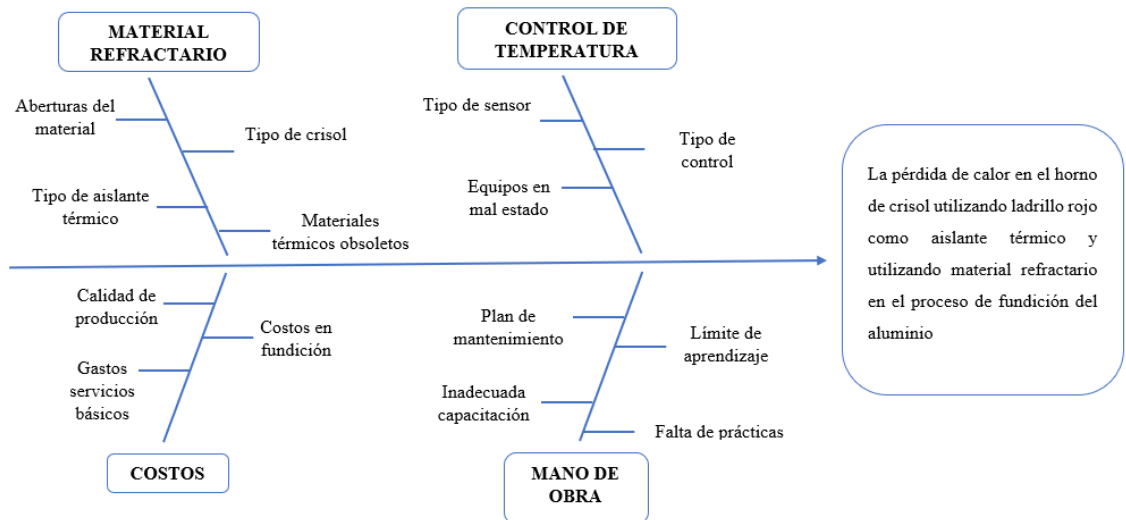 MATERIAL
REFRACTARIO
CONTROL DE
TEMPERATURA
Aberturas del
material
Tipo de crisol
Tipo de aislante
térmico
Materiales
térmicos obsoletos
Tipo de sensor
Tipo de
control
Equipos en
mal estado
La pérdida de calor en el horno
de crisol utilizando ladrillo rojo
como aislante térmico y
utilizando material refractario
en el proceso de fundición del
aluminio
Calidad de
producción
Costos en
fundición
Gastos
servicios
básicos
Plan de
mantenimiento
Límite de
aprendizaje
Inadecuada
capacitación
Falta de prácticas
COSTOS
MANO DE
OBRA